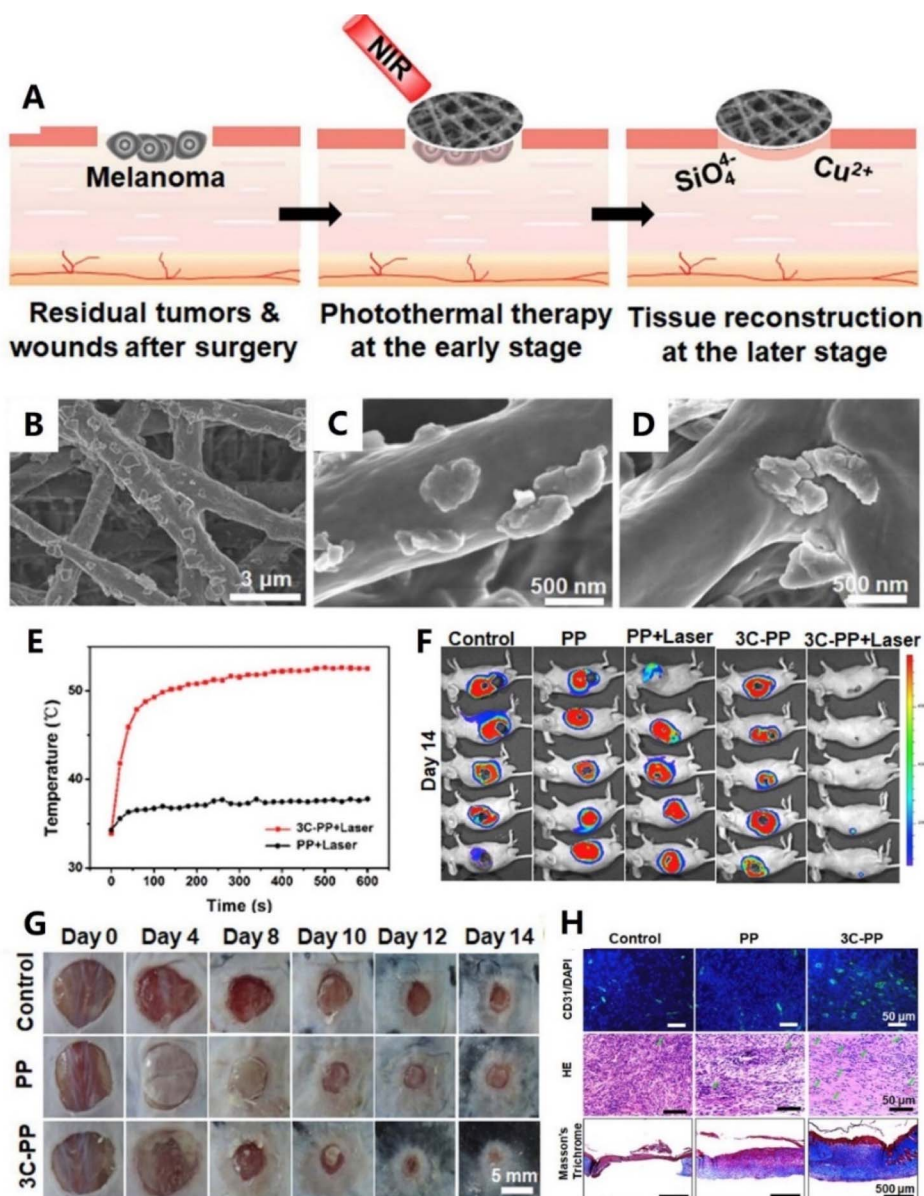 A
NIR
Melanoma
SiO₄⁴⁻
Cu²⁺
Residual tumors &
wounds after surgery
Photothermal therapy
at the early stage
Tissue reconstruction
at the later stage
B
3 μm
C
500 nm
D
500 nm
E
Temperature (℃)
50
40
30
3C-PP+Laser
PP+Laser
0 100 200 300 400 500 600
Time (s)
F
Control PP PP+Laser 3C-PP 3C-PP+Laser
Day 14
G
Day 0 Day 4 Day 8 Day 10 Day 12 Day 14
Control
PP
3C-PP
5 mm
H
Control PP 3C-PP
CD31/DAPI
50 μm
HE
50 μm
Masson's
Trichrome
500 μm